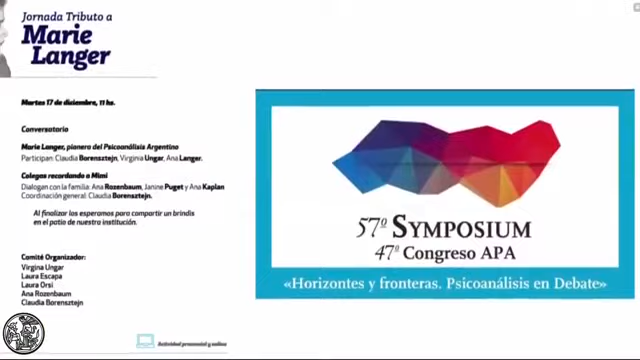 Jornada Tributo a
Marie
Langer
Martes 17 de diciembre, 11 hs.
Conversatorio
Marie Langer, pionera del Psicoanálisis Argentino
Participan: Claudia Borensztejn, Virginia Ungar, Ana Langer.
Colegas recordando a Mimi
Dialogan con la familia: Ana Rozenbaum, Janine Puget y Ana Kaplan
Coordinación general: Claudia Borensztejn.
Al finalizar los esperamos para compartir un brindis
en el patio de nuestra institución.
Comité Organizador:
Virgina Ungar
Laura Escapa
Laura Orsi
Ana Rozenbaum
Claudia Borensztejn
Actividad presencial y online
57º SYMPOSIUM
47º Congreso APA
«Horizontes y fronteras. Psicoanálisis en Debate»